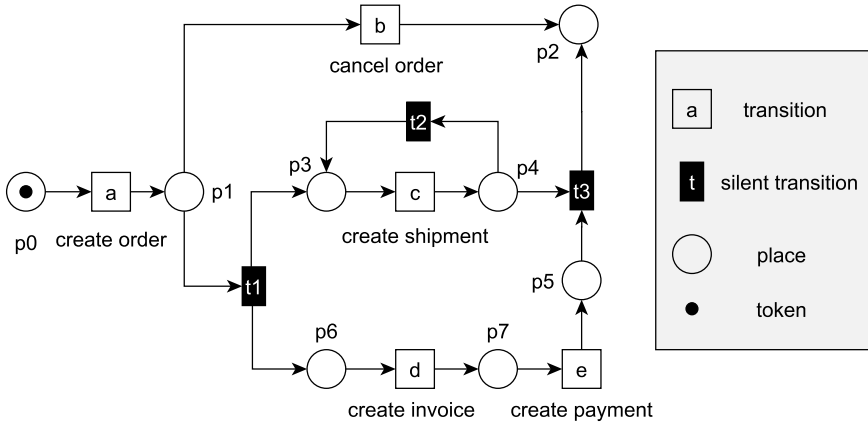 b
p2
cancel order
t2
p3
p4
a
p1
c
t3
p0
create order
create shipment
t1
p5
p6
p7
d
e
create invoice
create payment
a
transition
t
silent transition
place
token